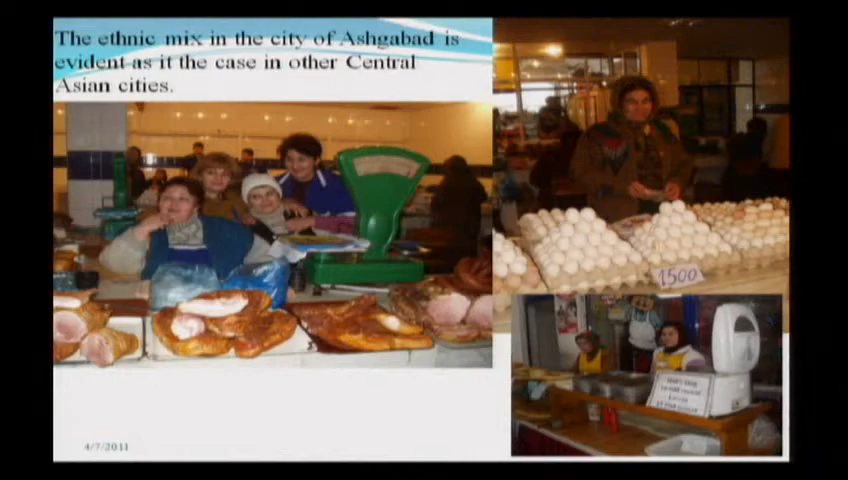 The ethnic mix in the city of Ashgabad is
evident as it the case in other Central
Asian cities.
1500
4/7/2011